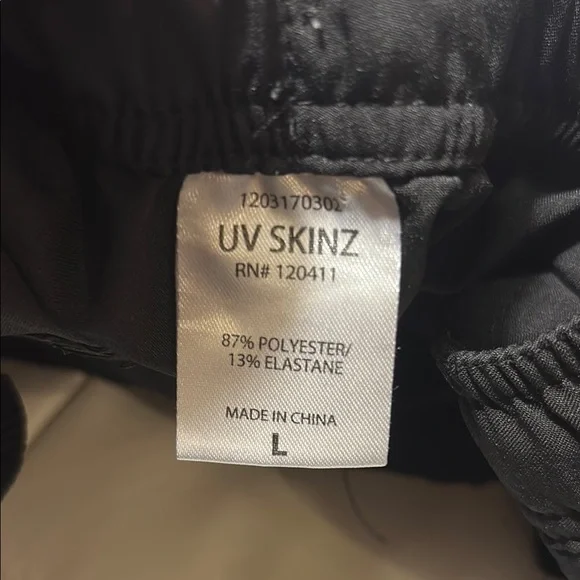 1203170302
UV SKINZ
RN# 120411
87% POLYESTER/
13% ELASTANE
MADE IN CHINA
L